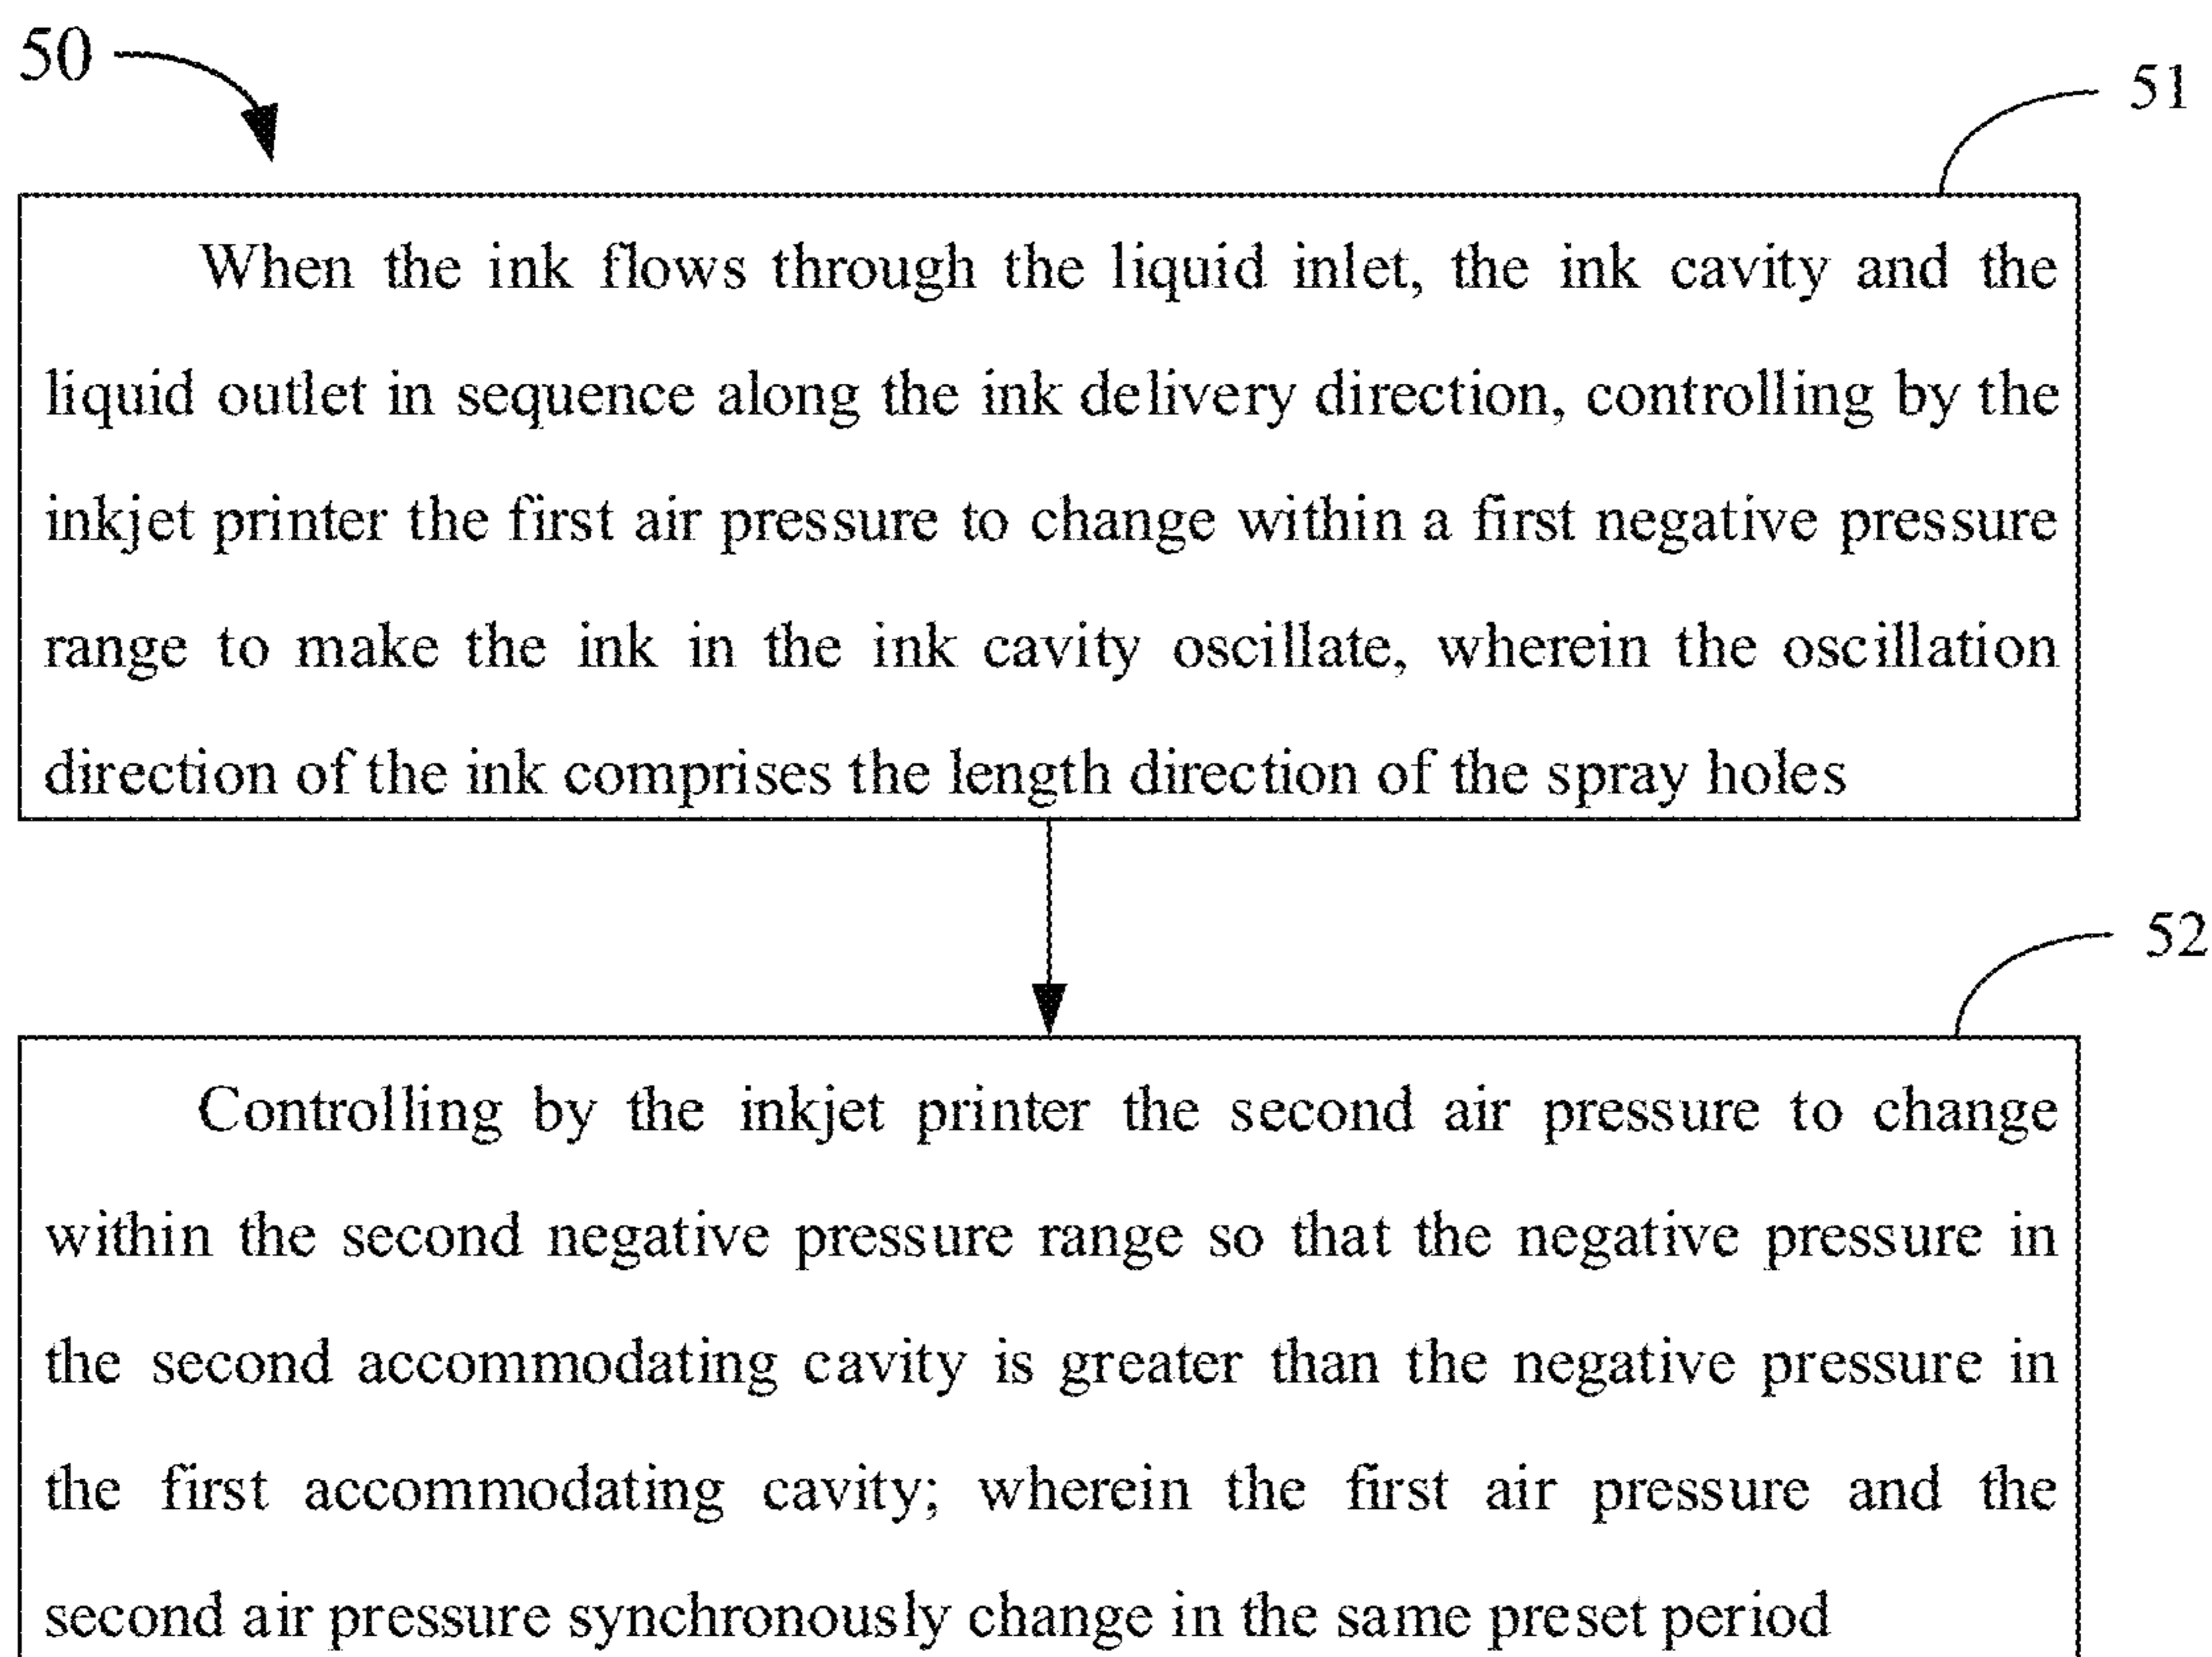 50
51
When the ink flows through the liquid inlet, the ink cavity and the
liquid outlet in sequence along the ink delivery direction, controlling by the
inkjet printer the first air pressure to change within a first negative pressure
range to make the ink in the ink cavity oscillate, wherein the oscillation
direction of the ink comprises the length direction of the spray holes
52
Controlling by the inkjet printer the second air pressure to change
within the second negative pressure range so that the negative pressure in
the second accommodating cavity is greater than the negative pressure in
the first accommodating cavity; wherein the first air pressure and the
second air pressure synchronously change in the same preset period